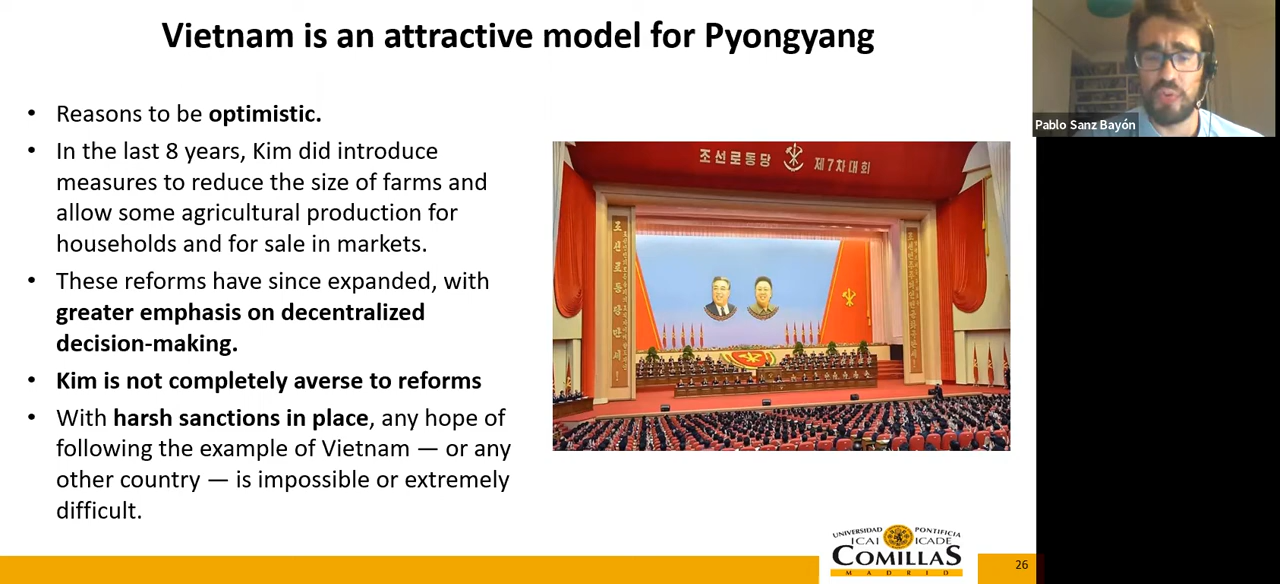 Vietnam is an attractive model for Pyongyang
• Reasons to be optimistic.
• In the last 8 years, Kim did introduce
measures to reduce the size of farms and
allow some agricultural production for
households and for sale in markets.
• These reforms have since expanded, with
greater emphasis on decentralized
decision-making.
• Kim is not completely averse to reforms
• With harsh sanctions in place, any hope of
following the example of Vietnam — or any
other country — is impossible or extremely
difficult.
조선로동당 제7차대회
Pablo Sanz Bayón
UNIVERSIDAD PONTIFICIA
ICAI ICADE
COMILLAS
MADRID
26